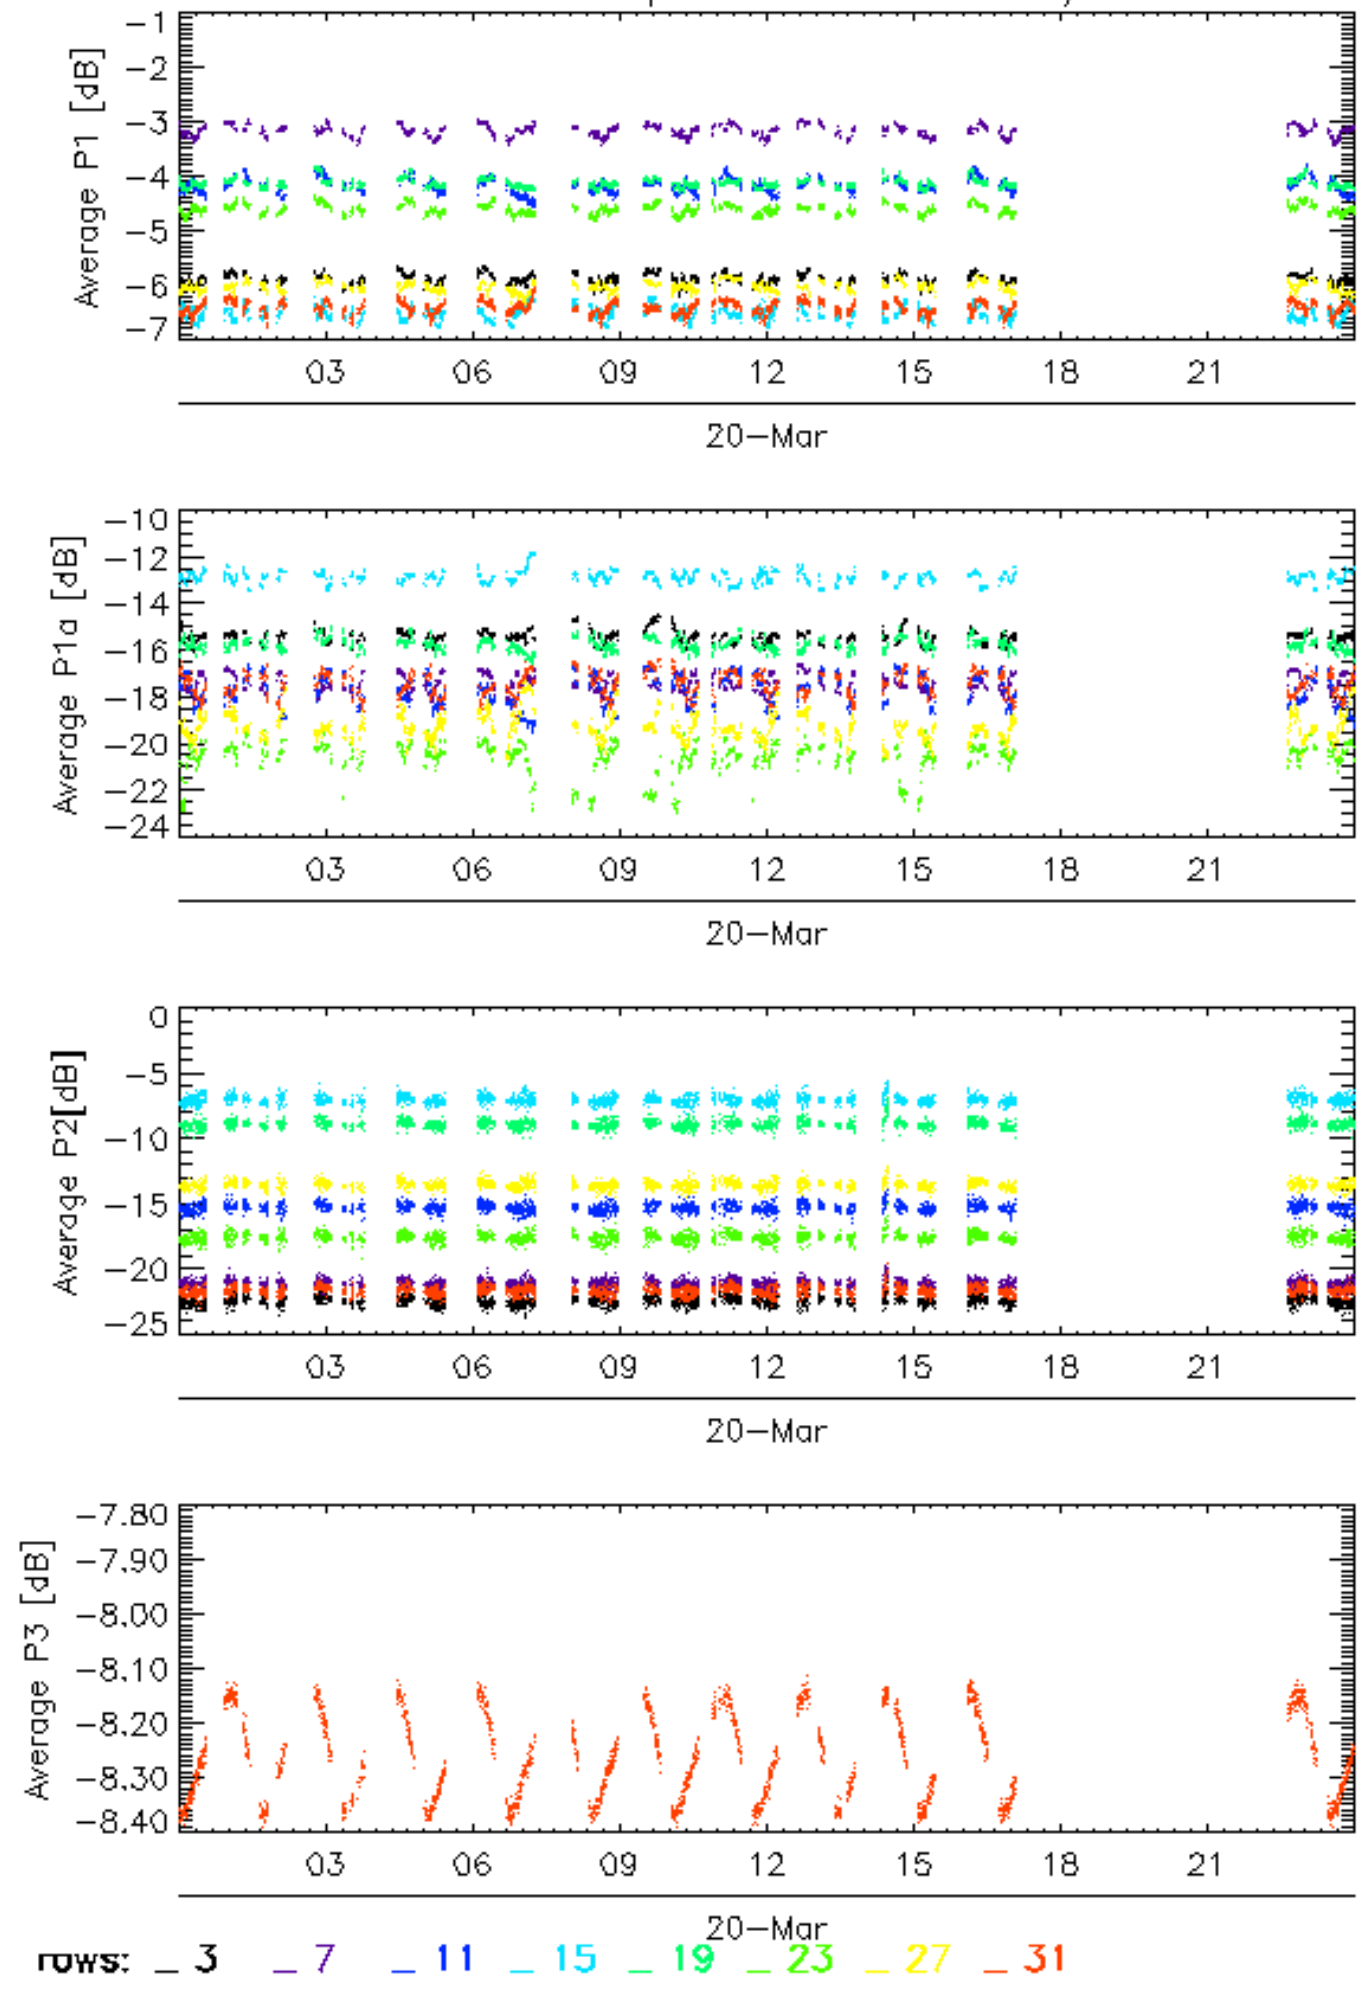 Average P1 [dB]
-1
-2
-3
-4
-5
-6
-7
03 06 09 12 15 18 21
20-Mar
Average P1a [dB]
-10
-12
-14
-16
-18
-20
-22
-24
03 06 09 12 15 18 21
20-Mar
Average P2[dB]
0
-5
-10
-15
-20
-25
03 06 09 12 15 18 21
20-Mar
Average P3 [dB]
-7.80
-7.90
-8.00
-8.10
-8.20
-8.30
-8.40
03 06 09 12 15 18 21
20-Mar
rows: _ 3 _ 7 _ 11 _ 15 _ 19 _ 23 _ 27 _ 31